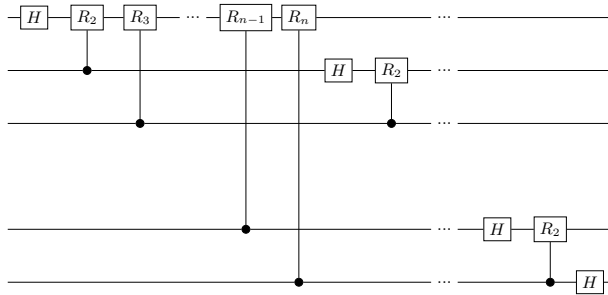 H R₂ R₃ ··· Rₙ₋₁ Rₙ ···
H R₂ ···
···
··· H R₂
··· H